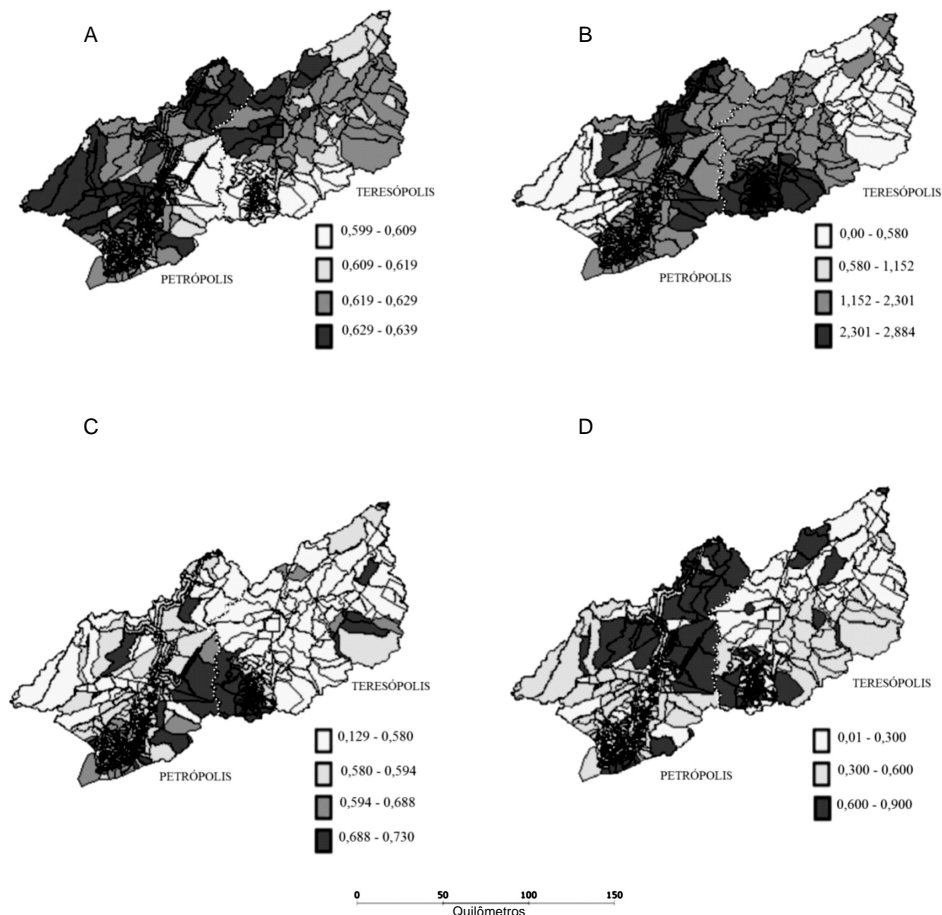 A
B
TERESÓPOLIS
0,599 - 0,609
0,609 - 0,619
PETRÓPOLIS
0,619 - 0,629
0,629 - 0,639
TERESÓPOLIS
0,00 - 0,580
0,580 - 1,152
PETRÓPOLIS
1,152 - 2,301
2,301 - 2,884
C
D
TERESÓPOLIS
0,129 - 0,580
PETRÓPOLIS
0,580 - 0,594
0,594 - 0,688
0,688 - 0,730
TERESÓPOLIS
0,01 - 0,300
PETRÓPOLIS
0,300 - 0,600
0,600 - 0,900
0 50 100 150
Quilômetros